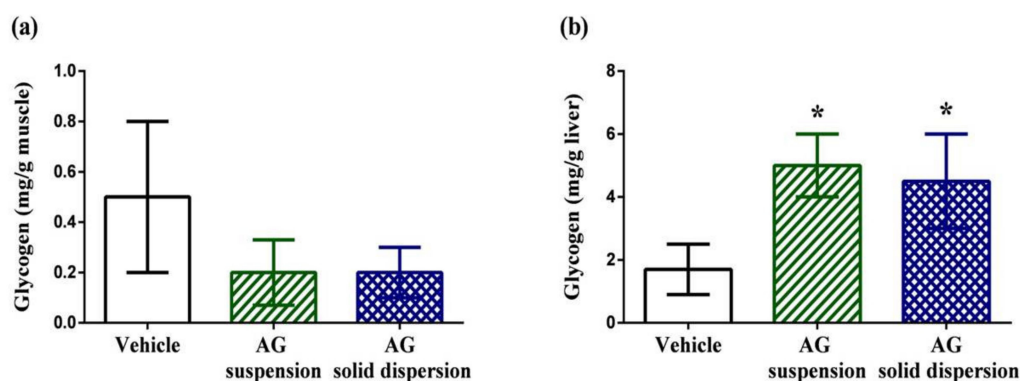 (a)
Glycogen (mg/g muscle)
1.0
0.8
0.6
0.4
0.2
0.0
Vehicle
AG
suspension
AG
solid dispersion
(b)
Glycogen (mg/g liver)
8
6
4
2
0
*
*
Vehicle
AG
suspension
AG
solid dispersion